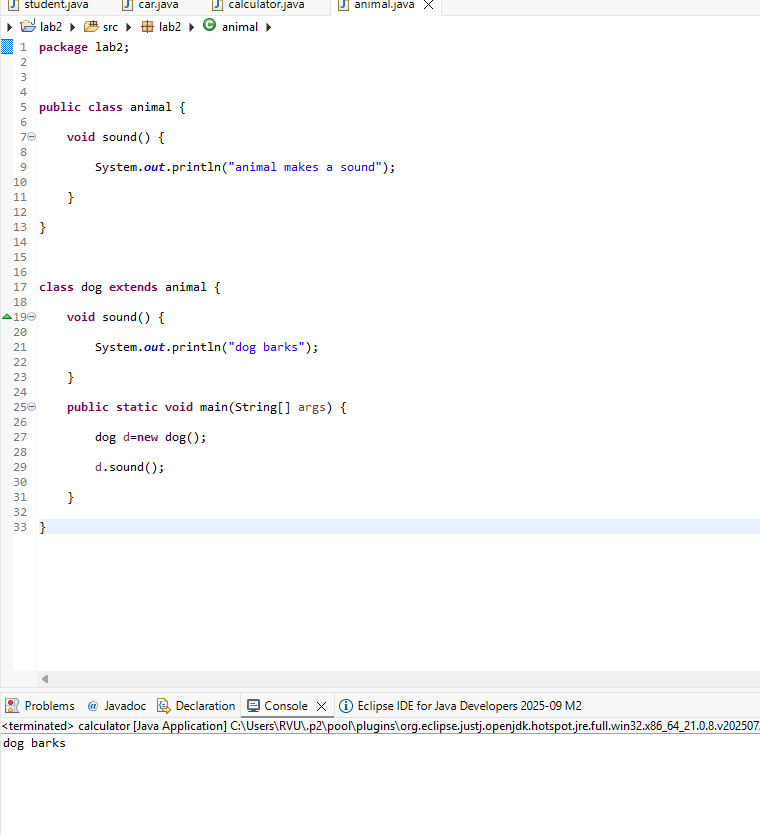 student.java car.java calculator.java animal.java
lab2 src lab2 animal
1 package lab2;
2
3
4
5 public class animal {
6
7 void sound() {
8
9 System.out.println("animal makes a sound");
10
11 }
12
13 }
14
15
16
17 class dog extends animal {
18
19 void sound() {
20
21 System.out.println("dog barks");
22
23 }
24
25 public static void main(String[] args) {
26
27 dog d=new dog();
28
29 d.sound();
30
31 }
32
33 }
Problems @ Javadoc Declaration Console Eclipse IDE for Java Developers 2025-09 M2
<terminated> calculator [Java Application] C:\Users\RVU\.p2\pool\plugins\org.eclipse.justj.openjdk.hotspot.jre.full.win32.x86_64_21.0.8.v202507
dog barks